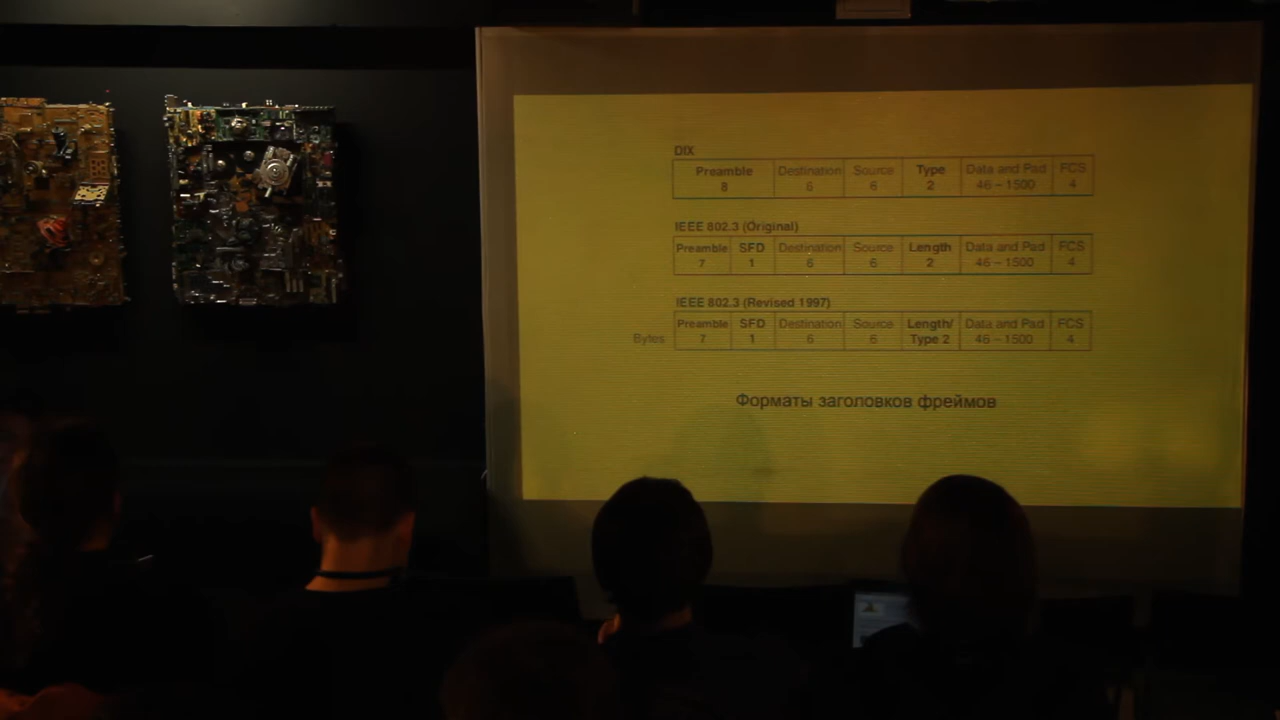 DIX
Preamble Destination Source Type Data and Pad FCS
8 6 6 2 46 – 1500 4
IEEE 802.3 (Original)
Preamble SFD Destination Source Length Data and Pad FCS
7 1 6 6 2 46 – 1500 4
IEEE 802.3 (Revised 1997)
Preamble SFD Destination Source Length/ Data and Pad FCS
Bytes 7 1 6 6 Type 2 46 – 1500 4
Форматы заголовков фреймов